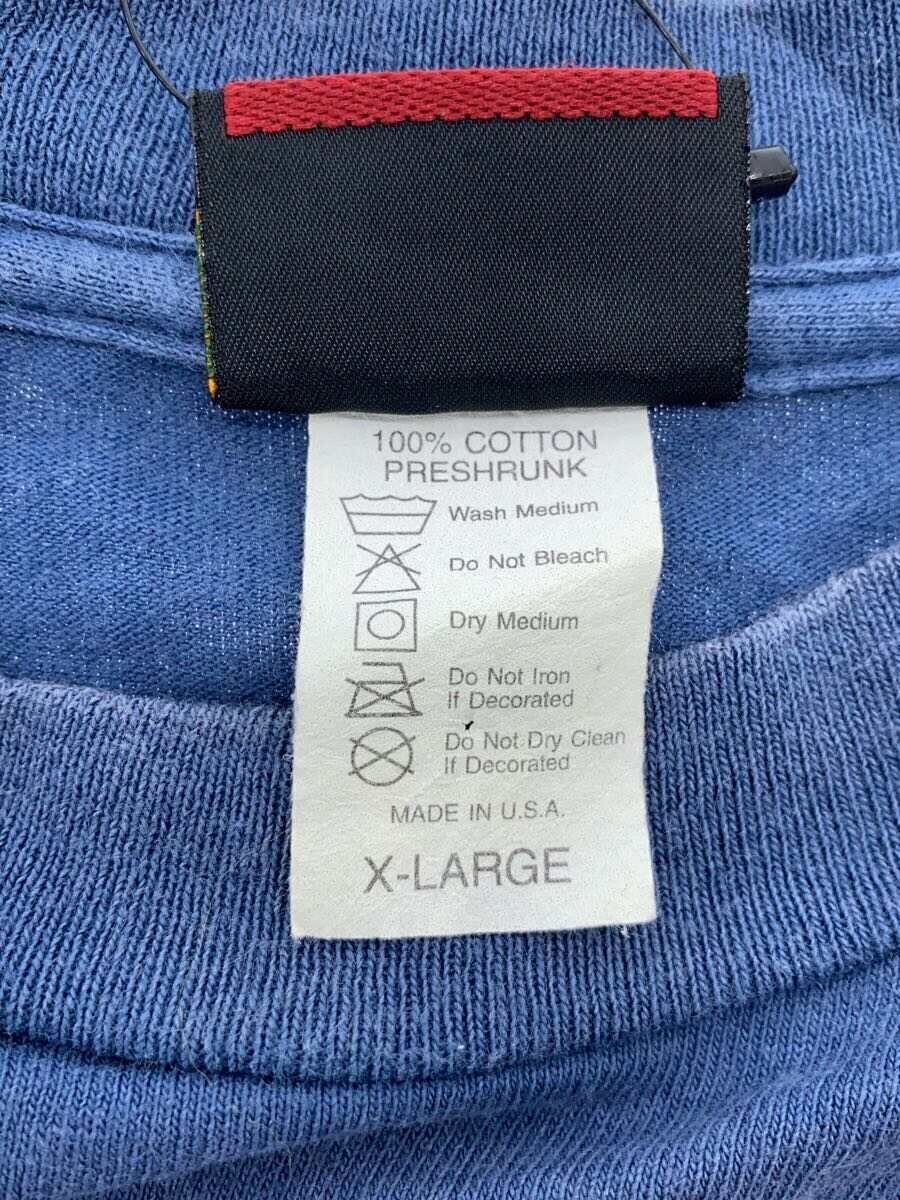 100% COTTON
PRESHRUNK
Wash Medium
Do Not Bleach
Dry Medium
Do Not Iron
If Decorated
Do Not Dry Clean
If Decorated
MADE IN U.S.A.
X-LARGE